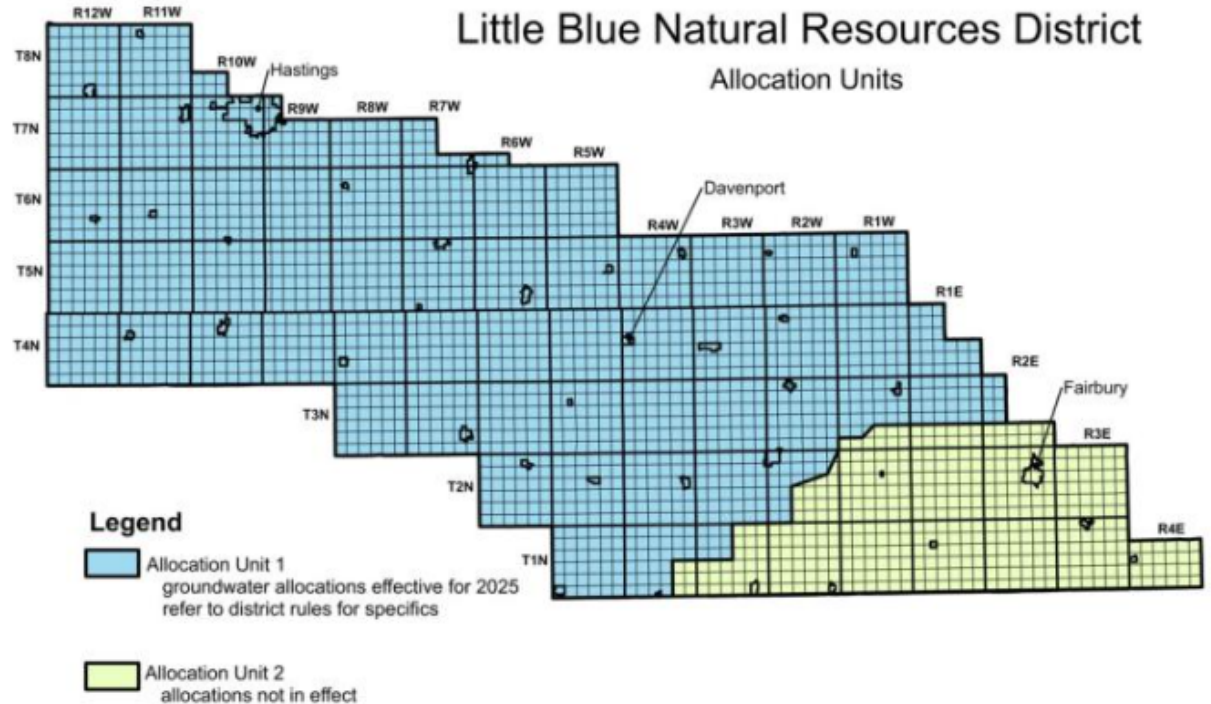 Little Blue Natural Resources District
Allocation Units
R12W
R11W
T8N
R10W
Hastings
T7N
R9W
R8W
R7W
R6W
R5W
T6N
Davenport
R4W
R3W
R2W
R1W
T5N
R1E
T4N
R2E
Fairbury
T3N
R3E
T2N
R4E
T1N
Legend
Allocation Unit 1
groundwater allocations effective for 2025
refer to district rules for specifics
Allocation Unit 2
allocations not in effect